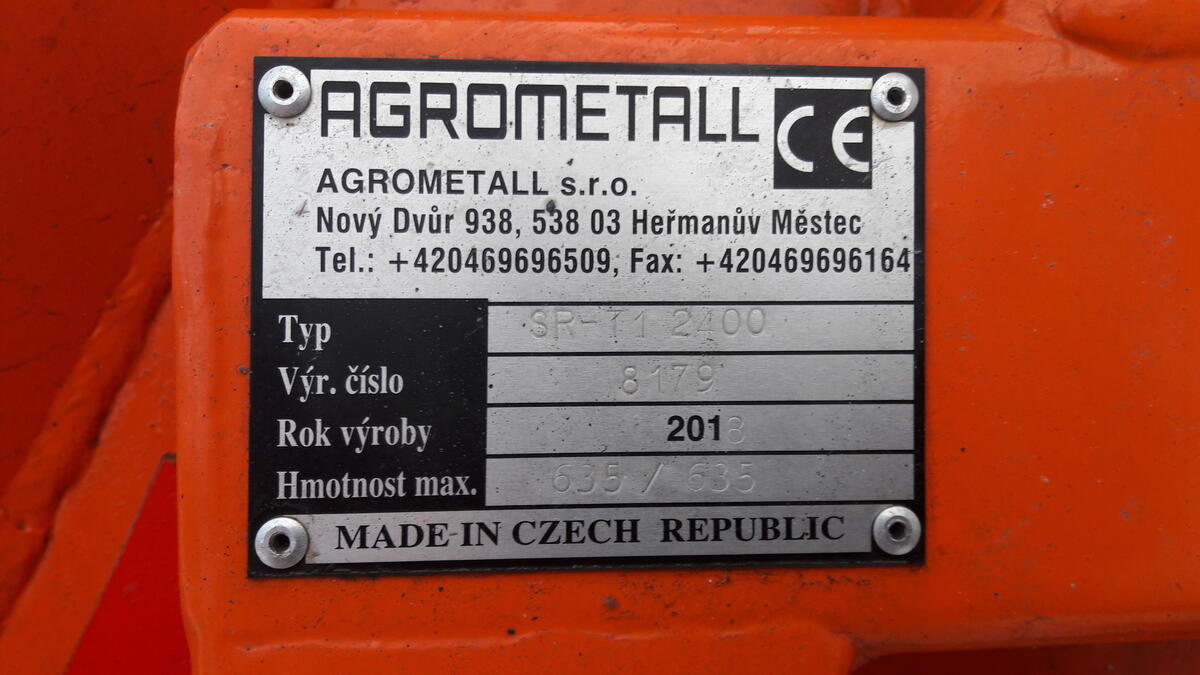 AGROMETALL CE
AGROMETALL s.r.o.
Nový Dvůr 938, 538 03 Heřmanův Městec
Tel.: +420469696509, Fax: +420469696164
Typ SR-T1 2400
Výr. číslo 8179
Rok výroby 2018
Hmotnost max. 635 / 635
MADE IN CZECH REPUBLIC